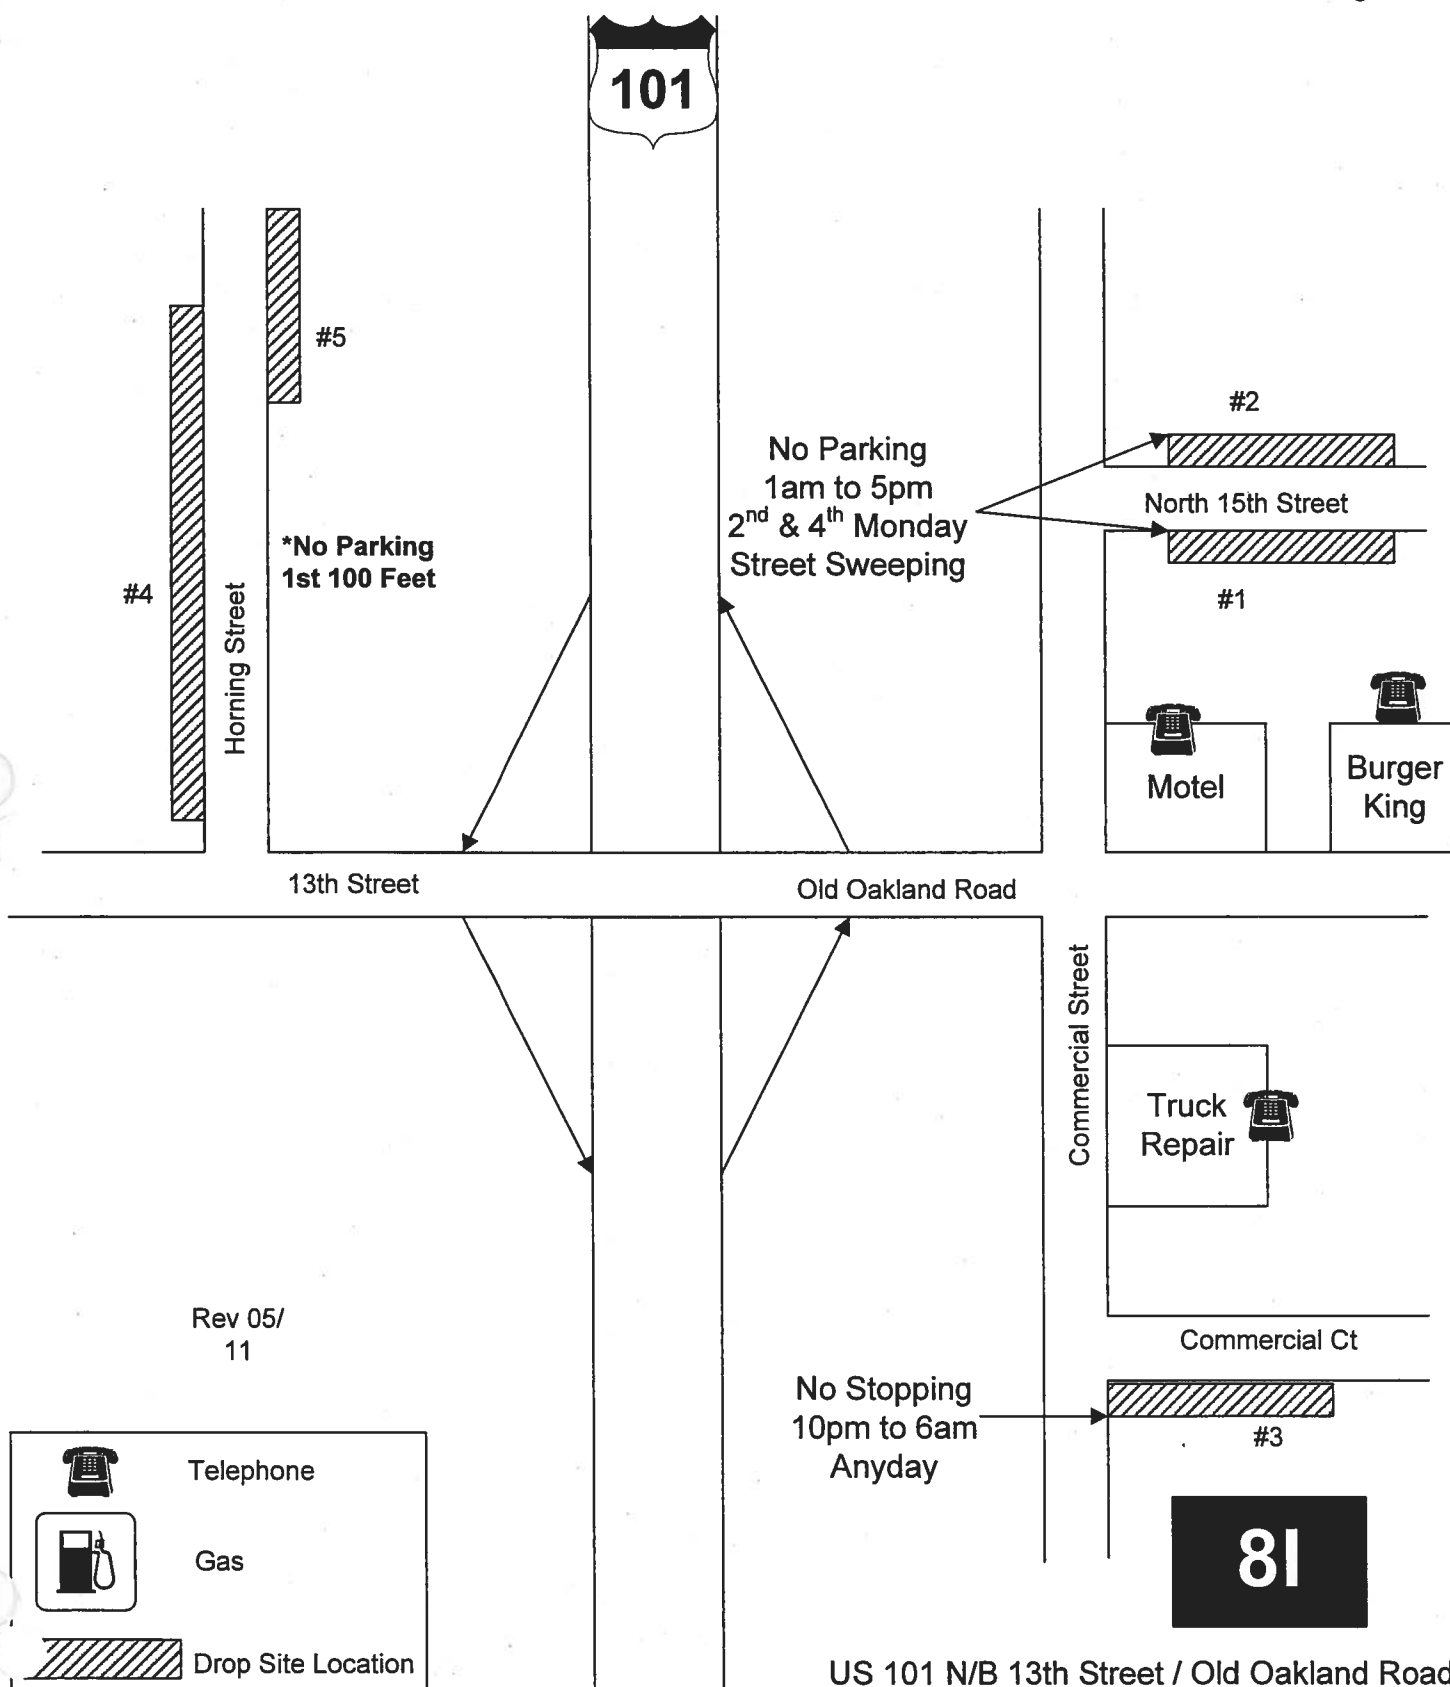 101
#5
#2
No Parking
1am to 5pm
2nd & 4th Monday
Street Sweeping
North 15th Street
*No Parking
1st 100 Feet
#4
#1
Horning Street
Motel
Burger
King
13th Street
Old Oakland Road
Commercial Street
Truck
Repair
Rev 05/
11
Commercial Ct
No Stopping
10pm to 6am
Anyday
#3
Telephone
Gas
8I
Drop Site Location
US 101 N/B 13th Street / Old Oakland Road